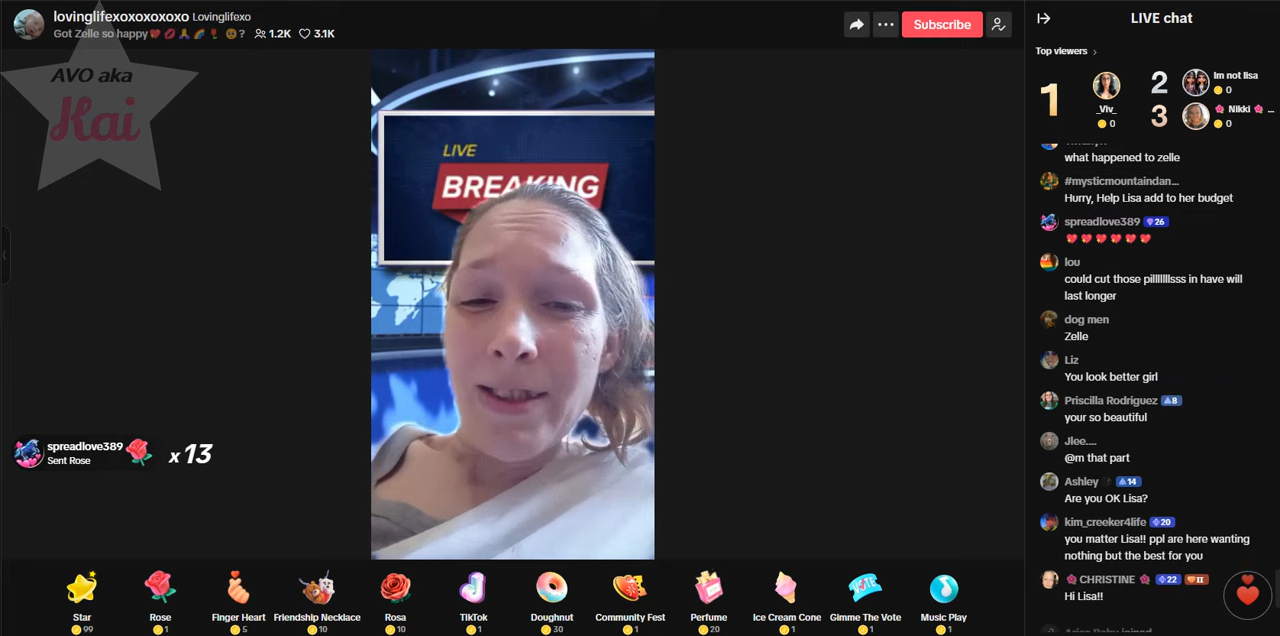 lovinglifexoxoxoxoxo Lovinglifexo
Got Zelle so happy💖💋🙏🌈🌹😢? 1.2K 3.1K
Subscribe
AVO aka
Kai
LIVE
BREAKING
spreadlove389
Sent Rose
x 13
Star
99
Rose
1
Finger Heart
5
Friendship Necklace
10
Rosa
10
TikTok
1
Doughnut
30
Community Fest
1
Perfume
20
Ice Cream Cone
1
Gimme The Vote
1
Music Play
1
LIVE chat
Top viewers >
1
_Viv_
0
2
Im not lisa
0
3
🌸 Nikki 🌸 ...
0
what happened to zelle
#mysticmountaindan...
Hurry, Help Lisa add to her budget
spreadlove389 26
💖💖💖💖💖💖
lou
could cut those pillllllllsss in have will
last longer
dog men
Zelle
Liz
You look better girl
Priscilla Rodriguez 8
your so beautiful
Jlee....
@m that part
Ashley 14
Are you OK Lisa?
kim_creeker4life 20
you matter Lisa!! ppl are here wanting
nothing but the best for you
🌸 CHRISTINE 🌸 22 II
Hi Lisa!!